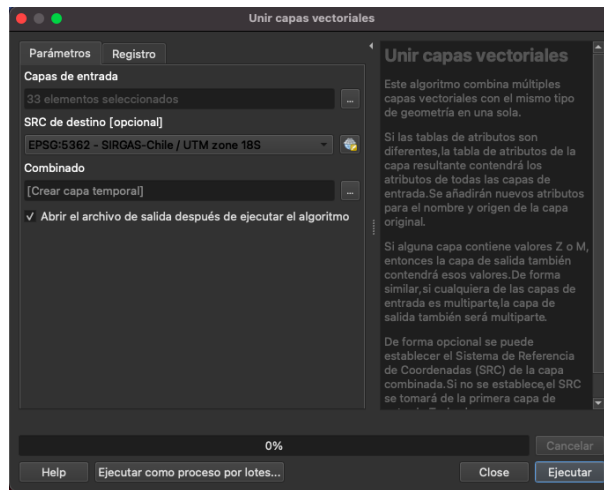 Unir capas vectoriales
Parámetros
Registro
Capas de entrada
33 elementos seleccionados
...
SRC de destino [opcional]
EPSG:5362 - SIRGAS-Chile / UTM zone 18S
Combinado
[Crear capa temporal]
...
✓ Abrir el archivo de salida después de ejecutar el algoritmo
Unir capas vectoriales
Este algoritmo combina múltiples
capas vectoriales con el mismo tipo
de geometría en una sola.
Si las tablas de atributos son
diferentes,la tabla de atributos de la
capa resultante contendrá los
atributos de todas las capas de
entrada.Se añadirán nuevos atributos
para el nombre y origen de la capa
original.
Si alguna capa contiene valores Z o M,
entonces la capa de salida también
contendrá esos valores.De forma
similar,si cualquiera de las capas de
entrada es multiparte,la capa de
salida también será multiparte.
De forma opcional se puede
establecer el Sistema de Referencia
de Coordenadas (SRC) de la capa
combinada.Si no se establece,el SRC
se tomará de la primera capa de
0%
Cancelar
Help
Ejecutar como proceso por lotes...
Close
Ejecutar